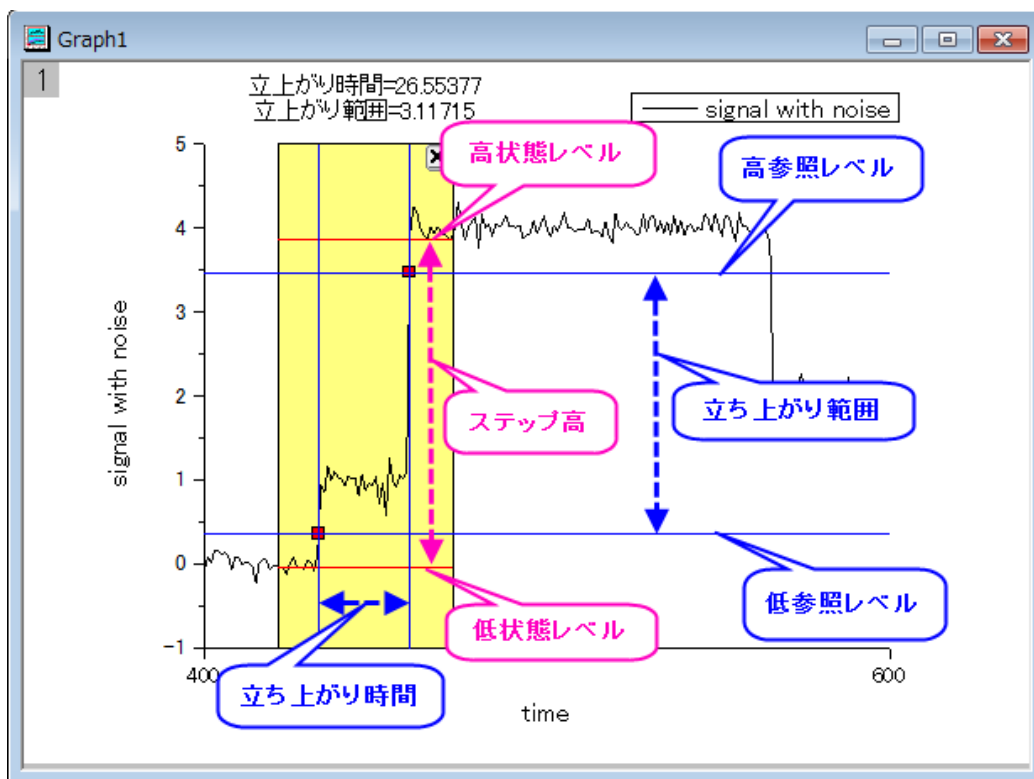 Graph1
1
立上がり時間=26.55377
立上がり範囲=3.11715
signal with noise
高状態レベル
高参照レベル
5
4
3
2
1
0
-1
signal with noise
ステップ高
立ち上がり範囲
低参照レベル
低状態レベル
400
600
立ち上がり時間
time